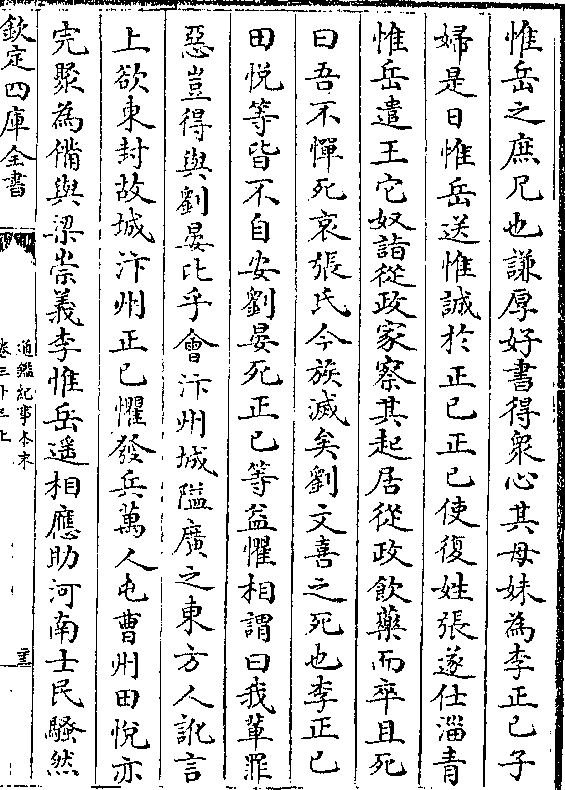 惟岳之庶兄也謙厚好書得衆心其母妹為李正己子
婦是日惟岳送惟誠於正己正己使復姓張遂仕淄青
惟岳遣王它奴詣從政家察其起居從政飲藥而卒且死
曰吾不憚死哀張氏今族滅矣劉文喜之死也李正己
田悅等皆不自安劉晏死正己等益懼相謂曰我輩罪
惡豈得與劉晏比乎會汴州城隘廣之東方人訛言
上欲東封故城汴州正己懼發兵萬人屯曹州田悅亦
完聚為備與梁崇義李惟岳遥相應助河南士民騷然
欽定四庫全書
通鑑紀事本末
卷三十三上